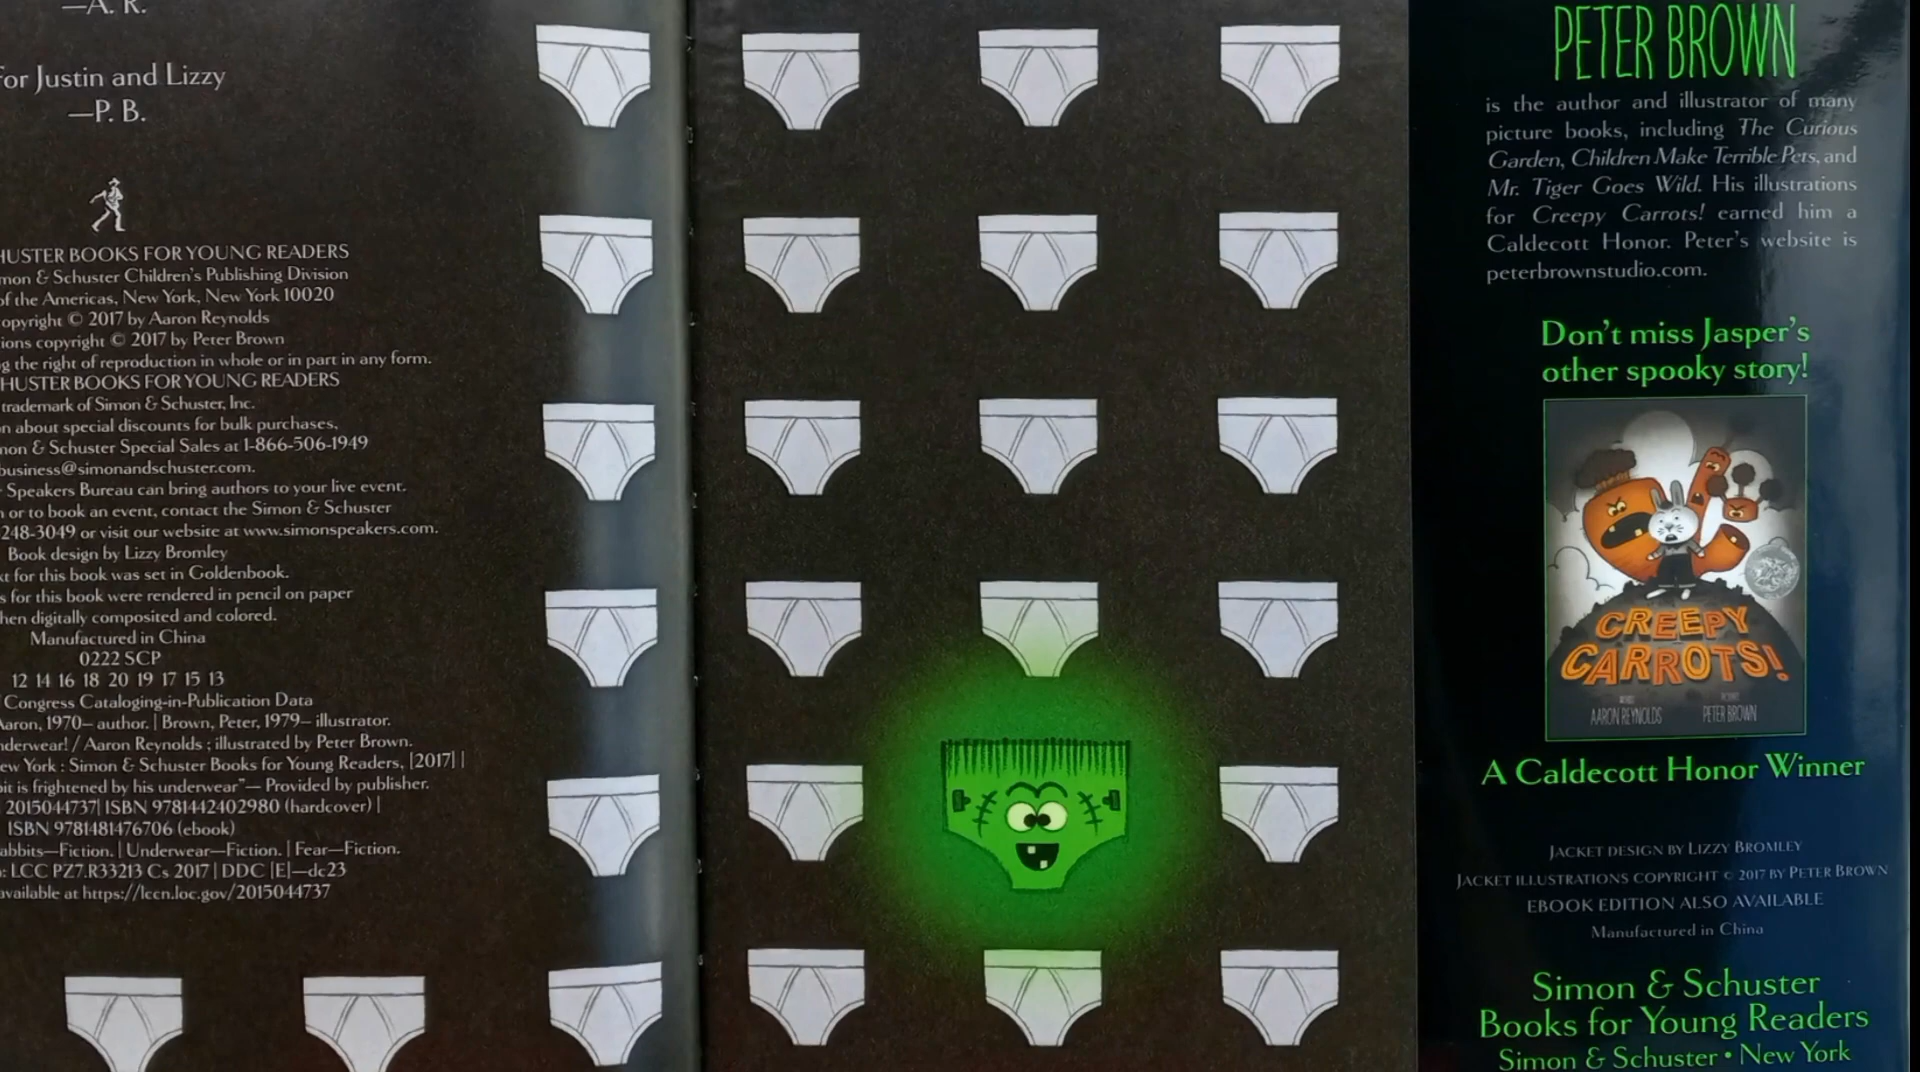 —A. R.
for Justin and Lizzy
—P. B.
HUSTER BOOKS FOR YOUNG READERS
mon & Schuster Children's Publishing Division
of the Americas, New York, New York 10020
opyright © 2017 by Aaron Reynolds
ions copyright © 2017 by Peter Brown
g the right of reproduction in whole or in part in any form.
HUSTER BOOKS FOR YOUNG READERS
trademark of Simon & Schuster, Inc.
n about special discounts for bulk purchases,
mon & Schuster Special Sales at 1-866-506-1949
business@simonandschuster.com.
Speakers Bureau can bring authors to your live event.
n or to book an event, contact the Simon & Schuster
248-3049 or visit our website at www.simonspeakers.com.
Book design by Lizzy Bromley
xt for this book was set in Goldenbook.
s for this book were rendered in pencil on paper
hen digitally composited and colored.
Manufactured in China
0222 SCP
12 14 16 18 20 19 17 15 13
Congress Cataloging-in-Publication Data
Aaron, 1970– author. | Brown, Peter, 1979– illustrator.
nderwear! / Aaron Reynolds ; illustrated by Peter Brown.
ew York : Simon & Schuster Books for Young Readers, [2017] |
bit is frightened by his underwear"— Provided by publisher.
2015044737| ISBN 9781442402980 (hardcover) |
ISBN 9781481476706 (ebook)
abbits—Fiction. | Underwear—Fiction. | Fear—Fiction.
: LCC PZ7.R33213 Cs 2017 | DDC [E]—dc23
available at https://lccn.loc.gov/2015044737
PETER BROWN
is the author and illustrator of many
picture books, including The Curious
Garden, Children Make Terrible Pets, and
Mr. Tiger Goes Wild. His illustrations
for Creepy Carrots! earned him a
Caldecott Honor. Peter's website is
peterbrownstudio.com.
Don't miss Jasper's
other spooky story!
CREEPY
CARROTS!
AARON REYNOLDS PETER BROWN
A Caldecott Honor Winner
JACKET DESIGN BY LIZZY BROMLEY
JACKET ILLUSTRATIONS COPYRIGHT © 2017 BY PETER BROWN
EBOOK EDITION ALSO AVAILABLE
Manufactured in China
Simon & Schuster
Books for Young Readers
Simon & Schuster • New York